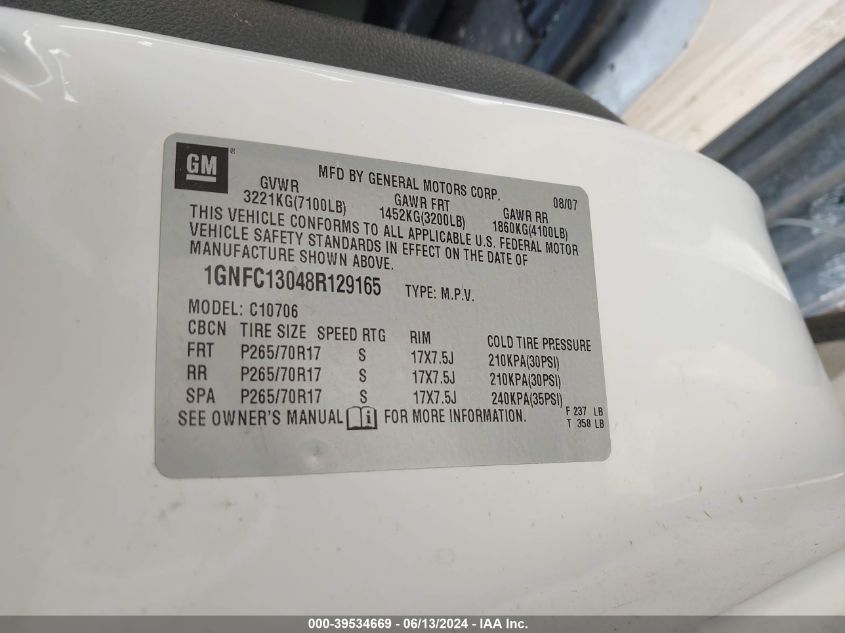 GM® MFD BY GENERAL MOTORS CORP. 08/07
GVWR GAWR FRT GAWR RR
3221KG(7100LB) 1452KG(3200LB) 1860KG(4100LB)
THIS VEHICLE CONFORMS TO ALL APPLICABLE U.S. FEDERAL MOTOR
VEHICLE SAFETY STANDARDS IN EFFECT ON THE DATE OF
MANUFACTURE SHOWN ABOVE.
1GNFC13048R129165 TYPE: M.P.V.
MODEL: C10706
CBCN TIRE SIZE SPEED RTG RIM COLD TIRE PRESSURE
FRT P265/70R17 S 17X7.5J 210KPA(30PSI)
RR P265/70R17 S 17X7.5J 210KPA(30PSI)
SPA P265/70R17 S 17X7.5J 240KPA(35PSI)
SEE OWNER'S MANUAL i FOR MORE INFORMATION.
F 237 LB
T 358 LB
000-39534669 - 06/13/2024 - IAA Inc.